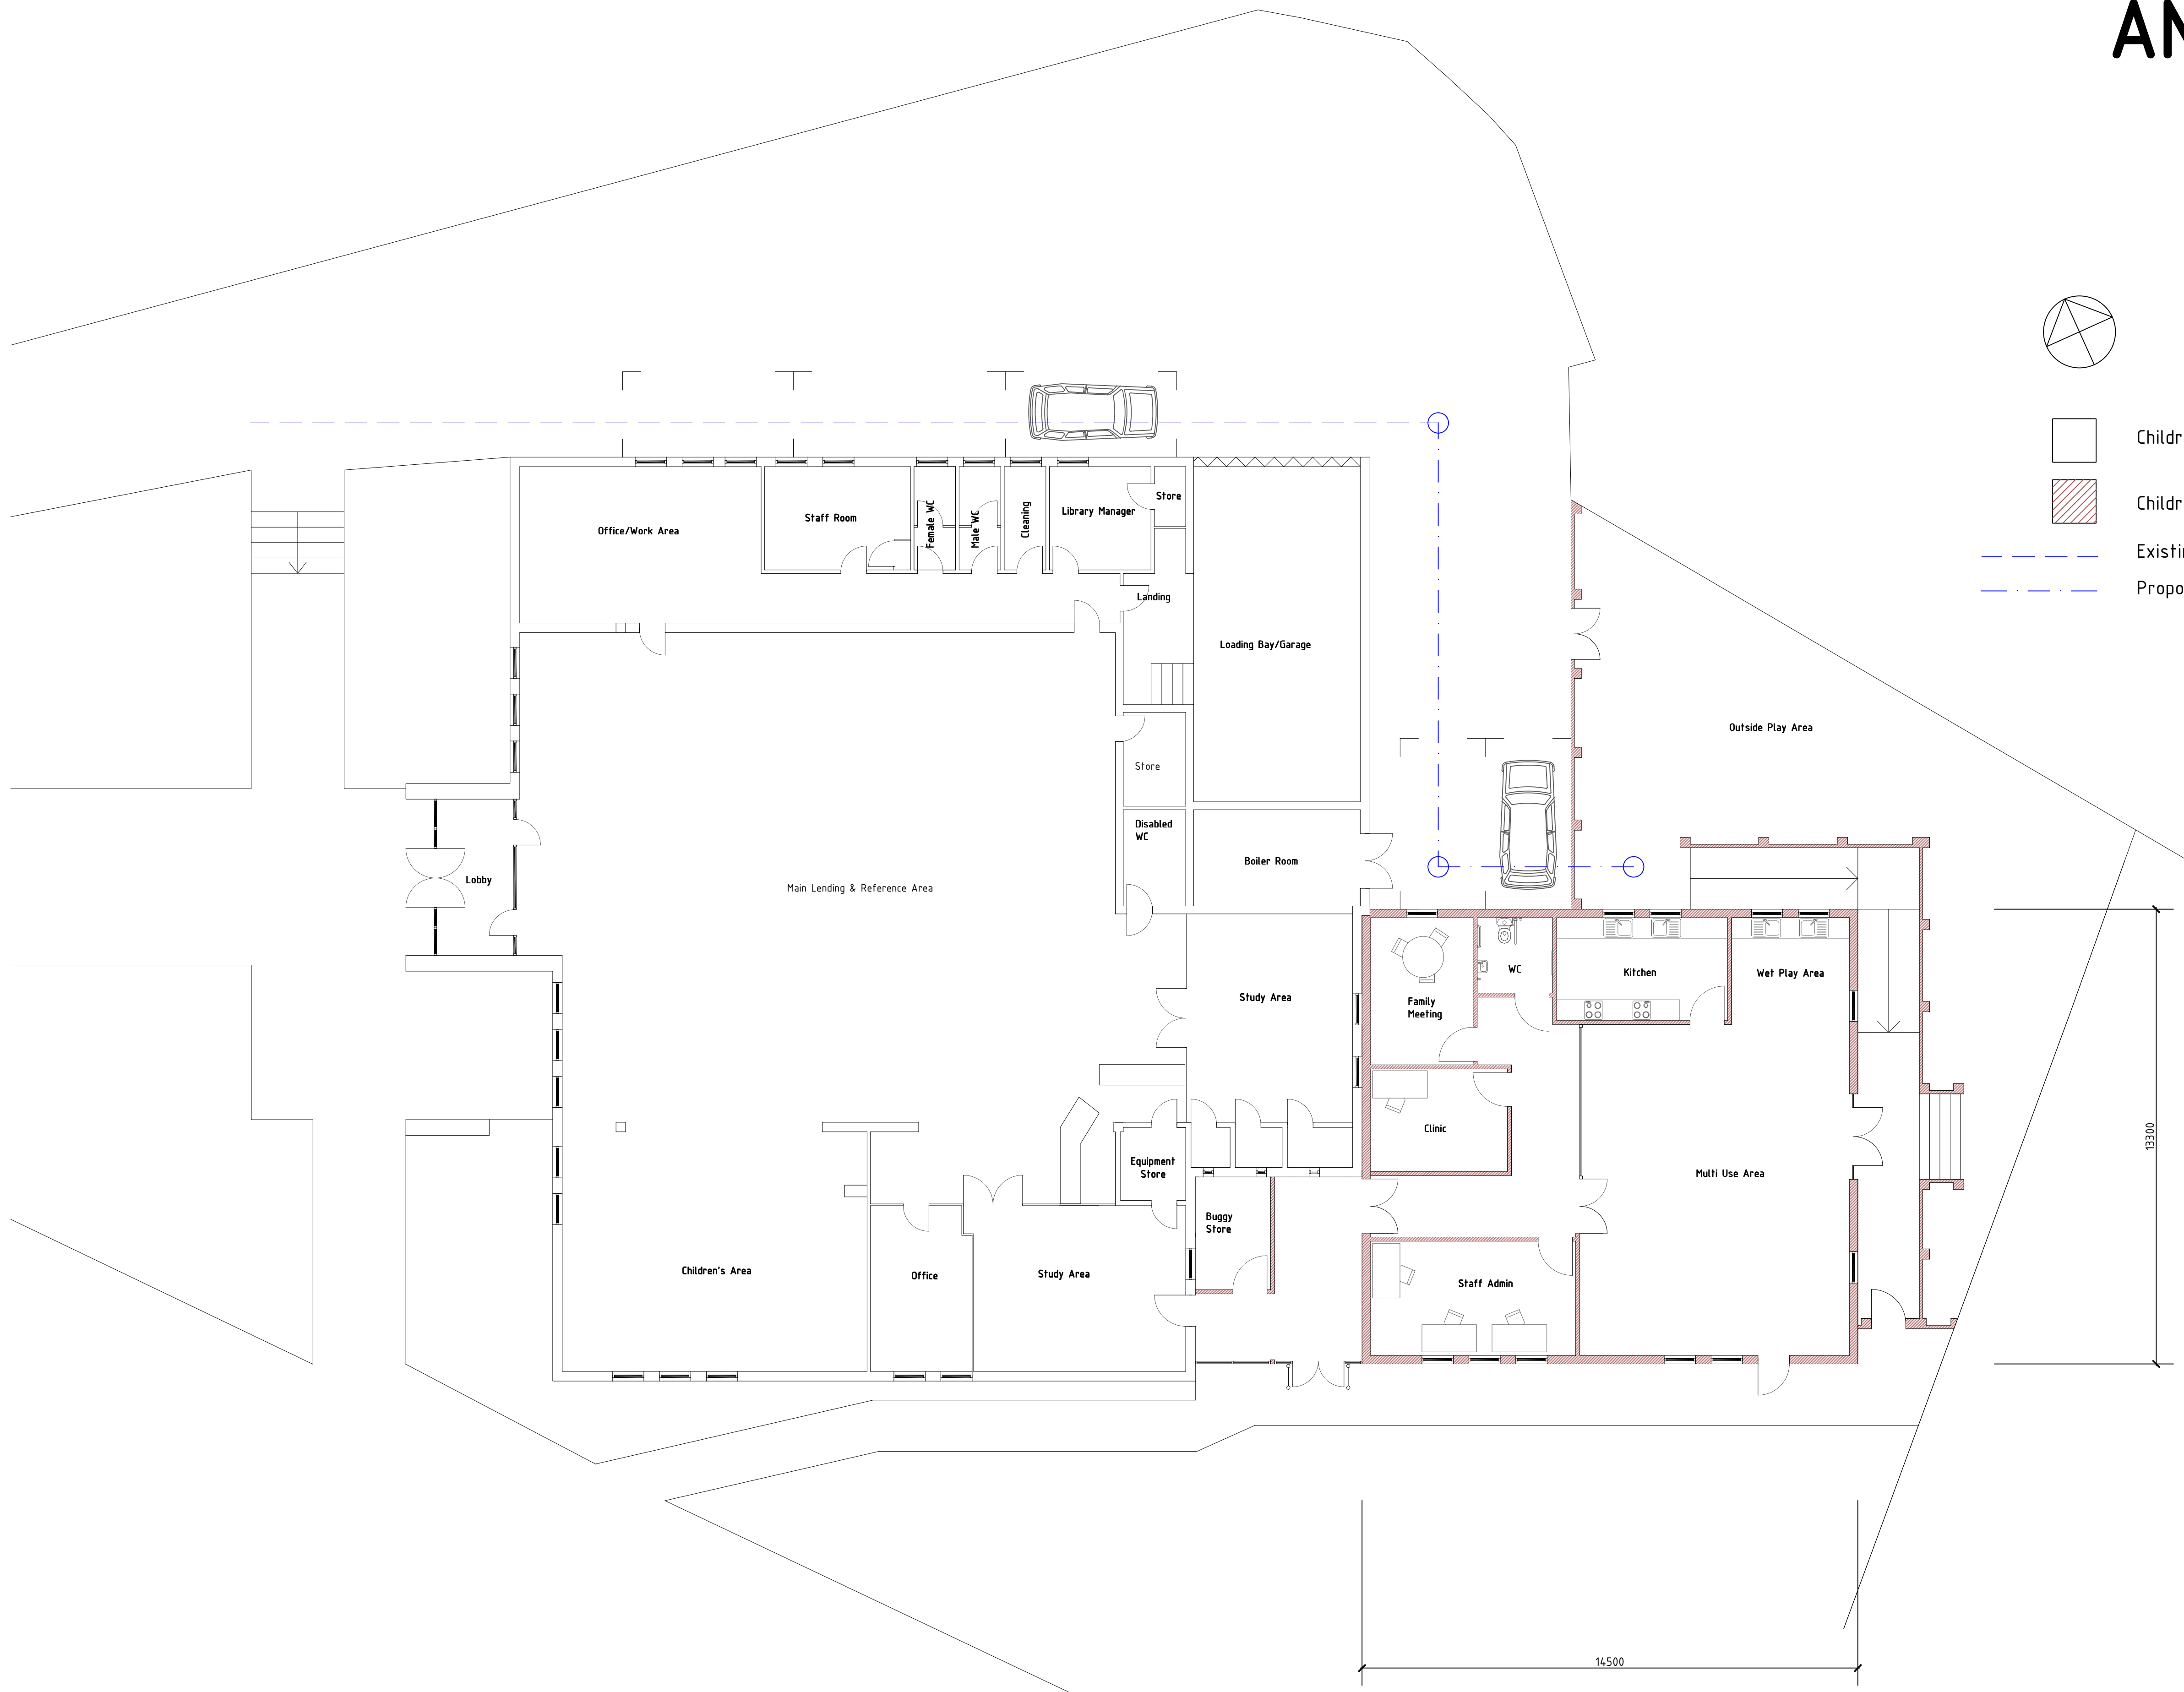 AN
Childr
Childr
Existin
Propo
Office/Work Area
Staff Room
Female WC
Male WC
Cleaning
Library Manager
Store
Landing
Loading Bay/Garage
Outside Play Area
Store
Disabled
WC
Boiler Room
Lobby
Main Lending & Reference Area
Study Area
Family
Meeting
WC
Kitchen
Wet Play Area
Clinic
Multi Use Area
Equipment
Store
Buggy
Store
Children's Area
Office
Study Area
Staff Admin
13300
14500